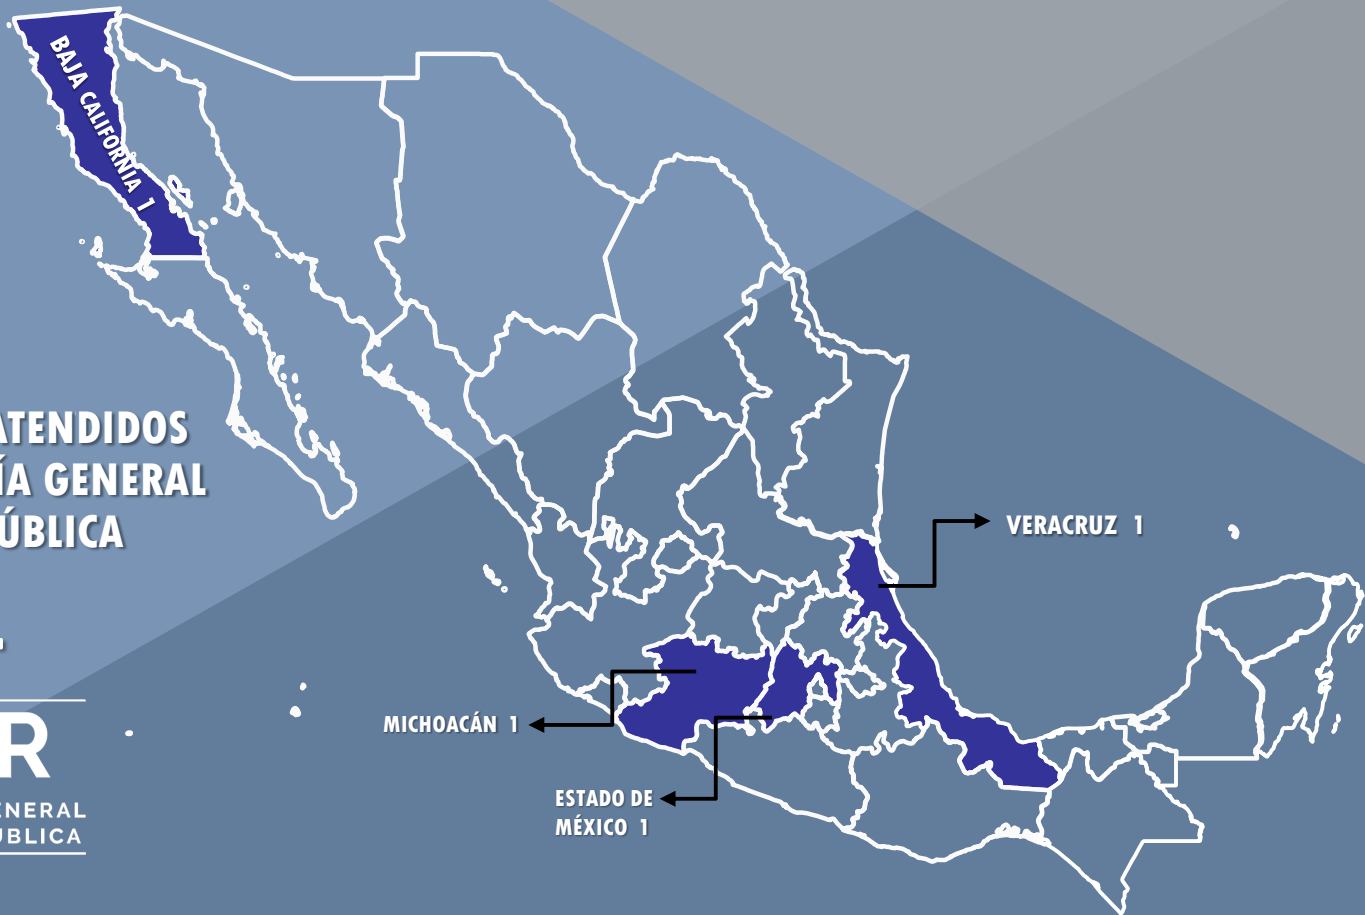 BAJA CALIFORNIA 1
ATENDIDOS
ÍA GENERAL
ÚBLICA
VERACRUZ 1
MICHOACÁN 1
R
ESTADO DE
MÉXICO 1
ENERAL
ÚBLICA